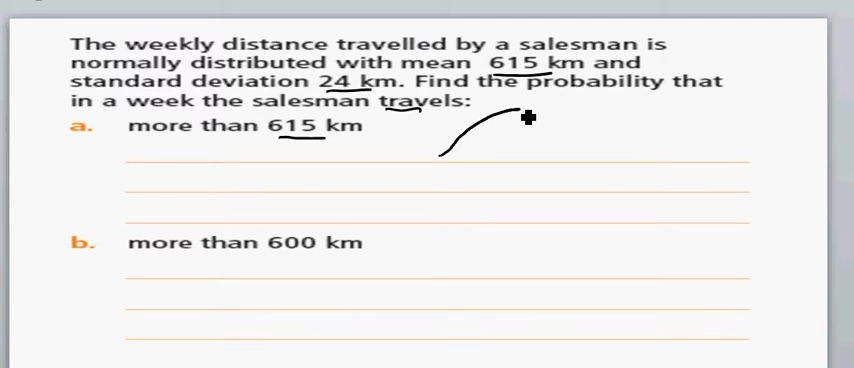 The weekly distance travelled by a salesman is
normally distributed with mean 615 km and
standard deviation 24 km. Find the probability that
in a week the salesman travels:
a. more than 615 km
b. more than 600 km